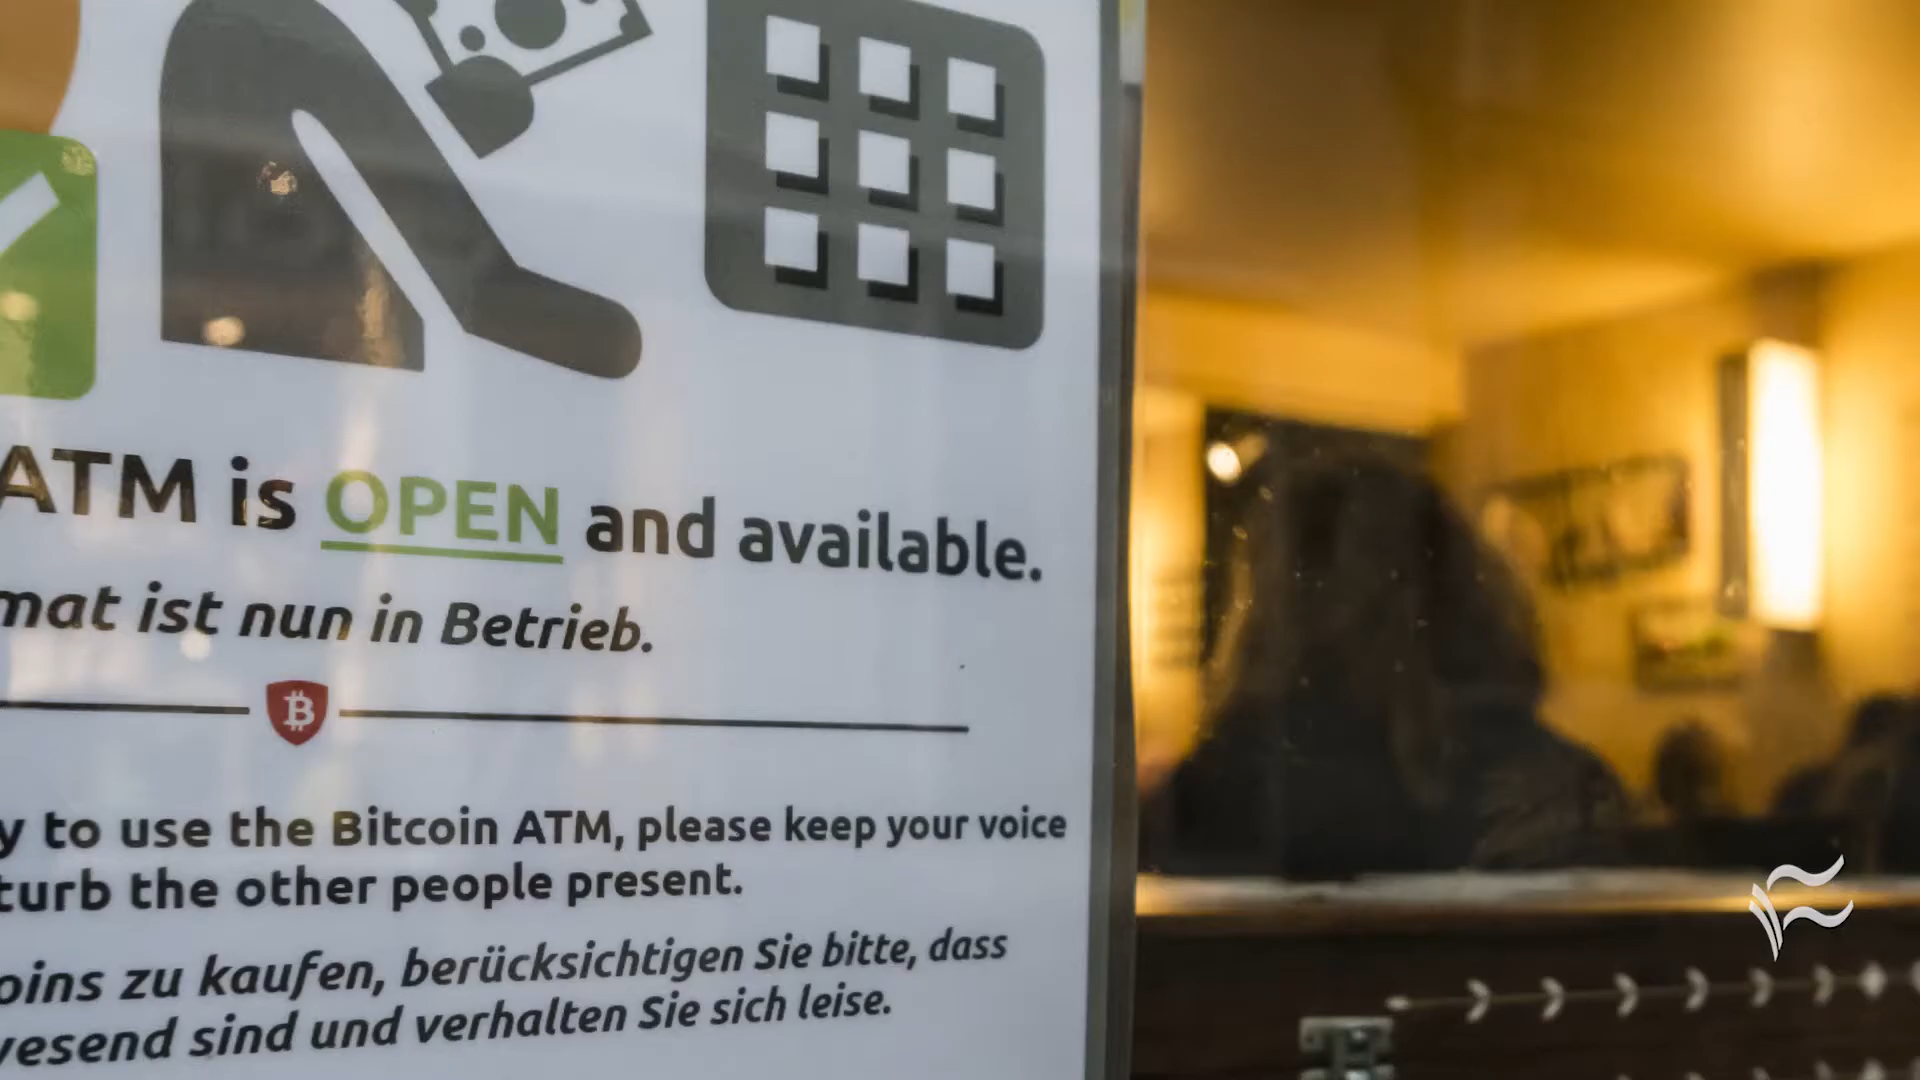 ATM is OPEN and available.
mat ist nun in Betrieb.
y to use the Bitcoin ATM, please keep your voice
turb the other people present.
oins zu kaufen, berücksichtigen Sie bitte, dass
wesend sind und verhalten Sie sich leise.